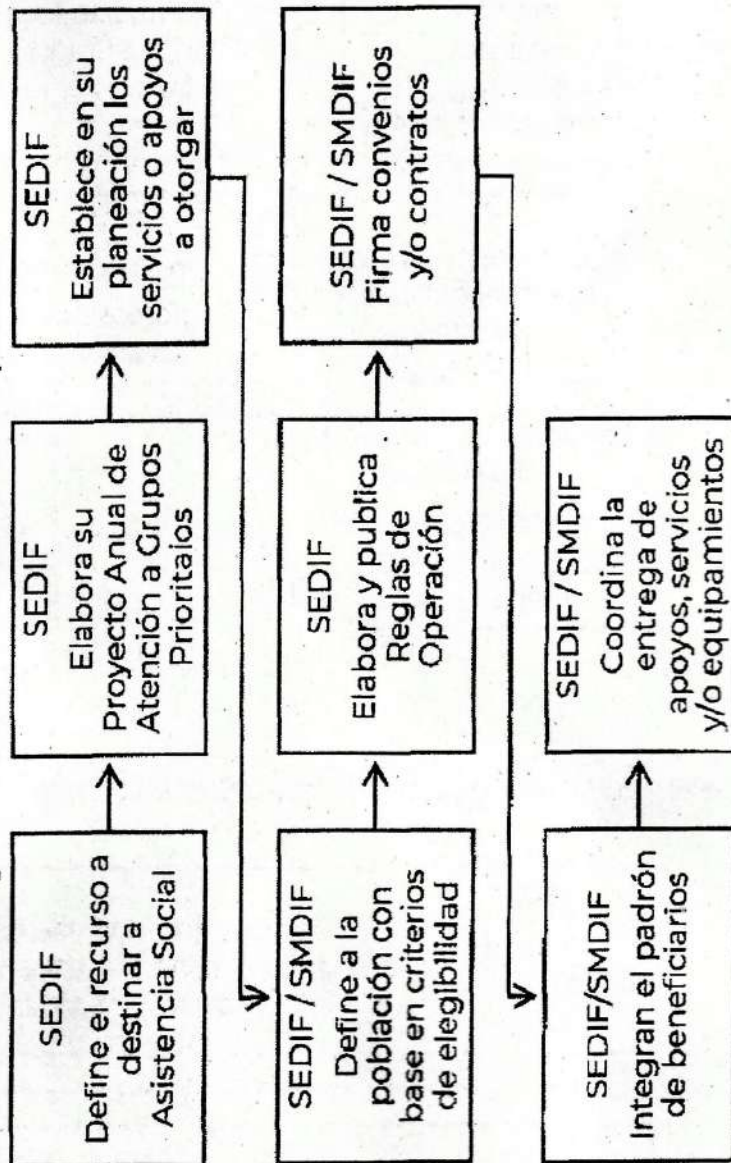 SEDIF
Define el recurso a
destinar a
Asistencia Social
SEDIF
Elabora su
Proyecto Anual de
Atención a Grupos
Prioritaios
SEDIF
Establece en su
planeación los
servicios o apoyos
a otorgar
SEDIF / SMDIF
Define a la
población con
base en criterios
de elegibilidad
SEDIF
Elabora y publica
Reglas de
Operación
SEDIF / SMDIF
Firma convenios
y/o contratos
SEDIF/SMDIF
Integran el padrón
de beneficiarios
SEDIF / SMDIF
Coordina la
entrega de
apoyos, servicios
y/o equipamientos